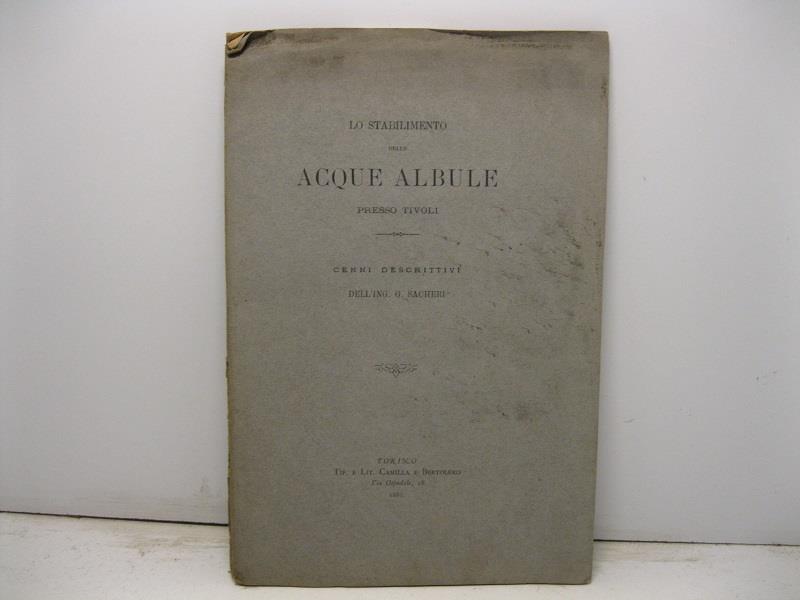 LO STABILIMENTO
DELLE
ACQUE ALBULE
PRESSO TIVOLI
CENNI DESCRITTIVI
DELL'ING. G. SACHERI
TORINO
TIP. E LIT. CAMILLA E BERTOLERO
Via Ospedale, 18